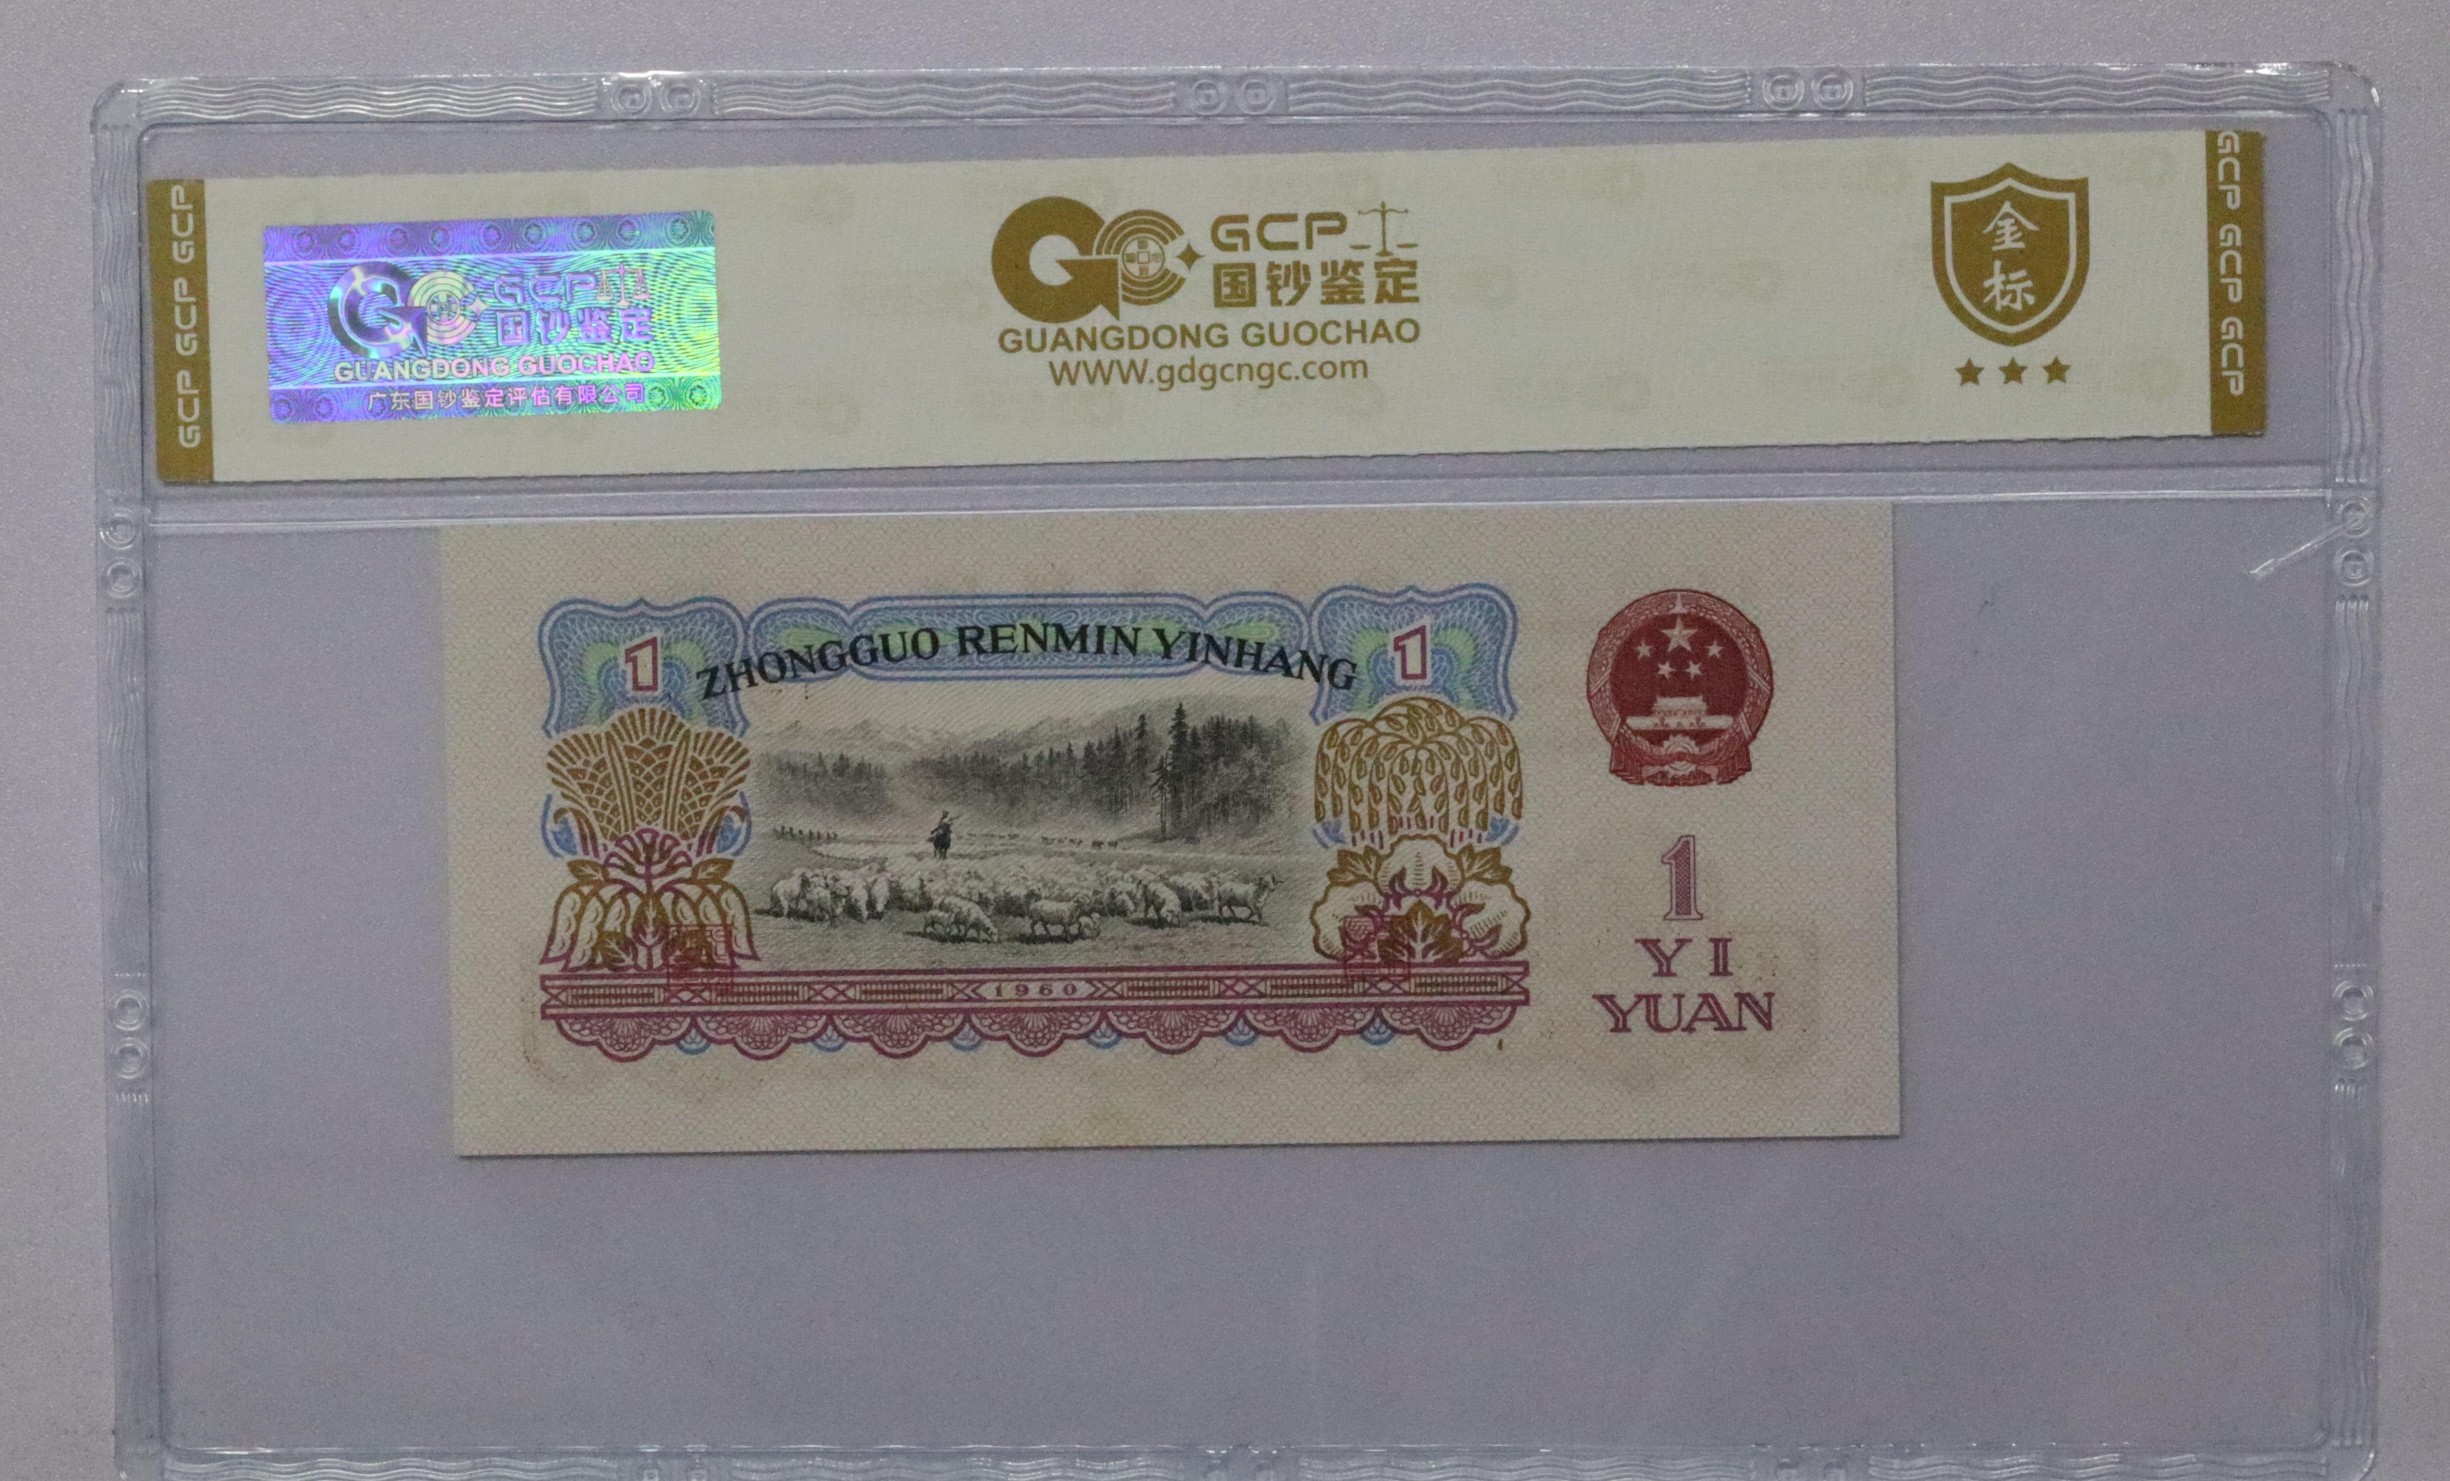 GCP GCP GCP
GCP
国钞鉴定
GUANGDONG GUOCHAO
广东国钞鉴定评估有限公司
GCP
国钞鉴定
GUANGDONG GUOCHAO
WWW.gdgcngc.com
金
标
GCP GCP GCP
ZHONGGUO RENMIN YINHANG
1
1
1960
1
YI
YUAN